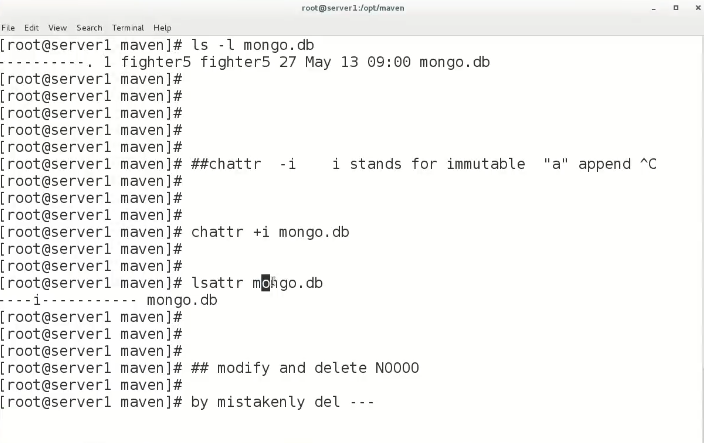 root@server1:/opt/maven
File Edit View Search Terminal Help
[root@server1 maven]# ls -l mongo.db
----------. 1 fighter5 fighter5 27 May 13 09:00 mongo.db
[root@server1 maven]#
[root@server1 maven]#
[root@server1 maven]#
[root@server1 maven]#
[root@server1 maven]#
[root@server1 maven]# ##chattr  -i    i stands for immutable  "a" append ^C
[root@server1 maven]#
[root@server1 maven]#
[root@server1 maven]#
[root@server1 maven]# chattr +i mongo.db
[root@server1 maven]#
[root@server1 maven]#
[root@server1 maven]# lsattr mongo.db
----i----------- mongo.db
[root@server1 maven]#
[root@server1 maven]#
[root@server1 maven]#
[root@server1 maven]# ## modify and delete NOOOO
[root@server1 maven]#
[root@server1 maven]# by mistakenly del ---